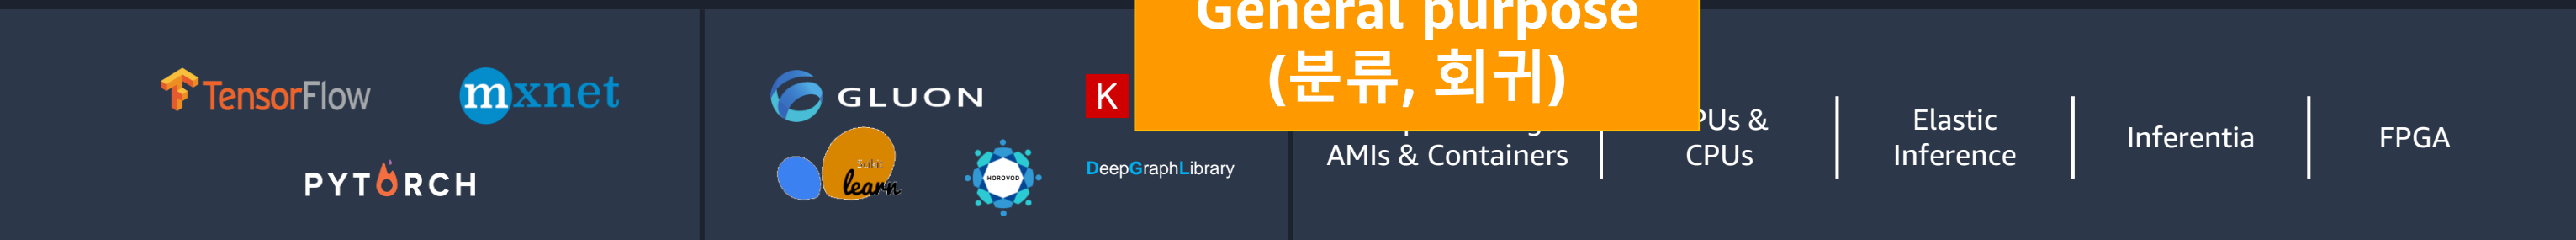 General purpose
(분류, 회귀)
TensorFlow
mxnet
PYTORCH
GLUON
K
learn
HOROVOD
DeepGraphLibrary
AMIs & Containers
PUs &
CPUs
Elastic
Inference
Inferentia
FPGA